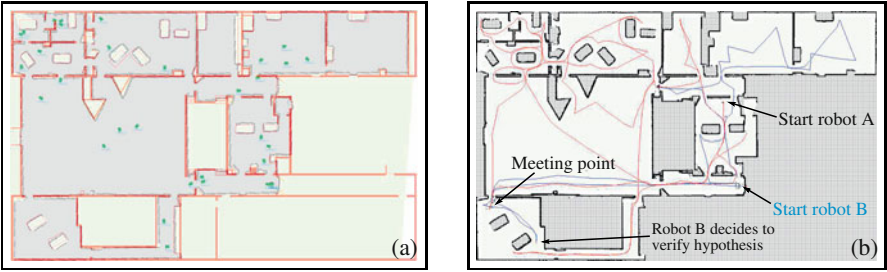 Start robot A
Meeting point
Start robot B
Robot B decides to
verify hypothesis
(a)
(b)